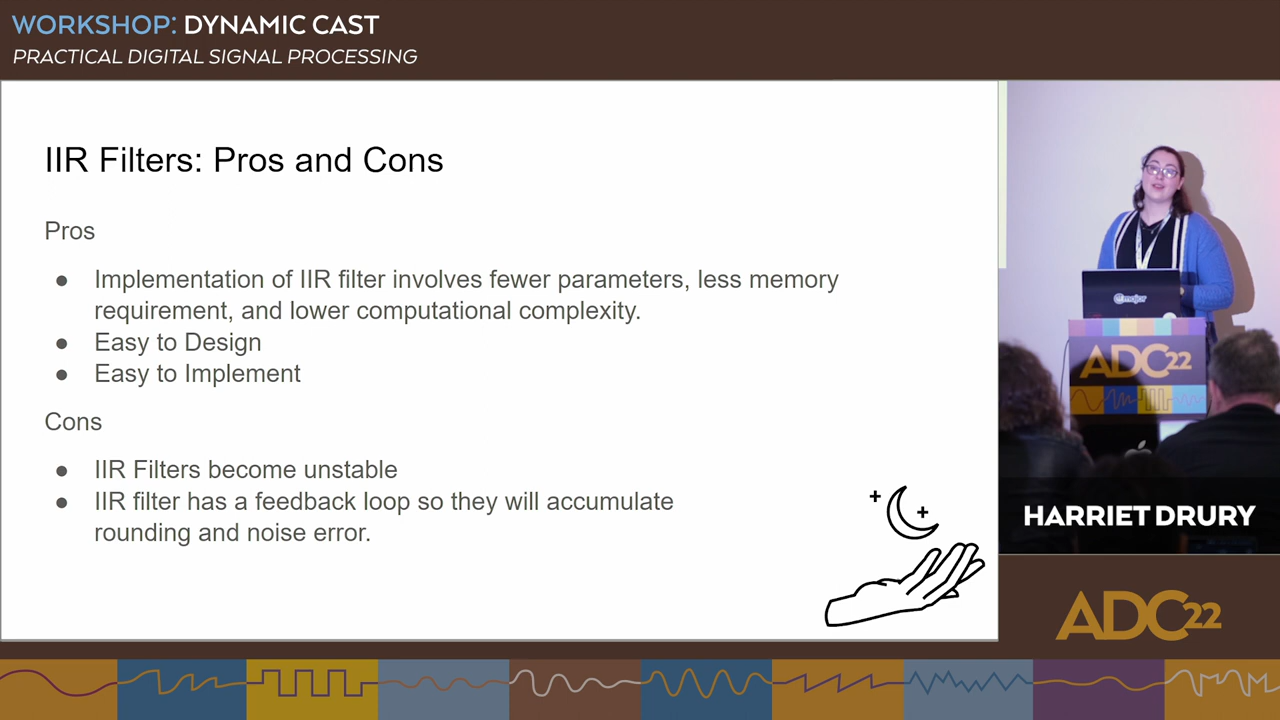 WORKSHOP: DYNAMIC CAST
PRACTICAL DIGITAL SIGNAL PROCESSING
IIR Filters: Pros and Cons
Pros
● Implementation of IIR filter involves fewer parameters, less memory
requirement, and lower computational complexity.
● Easy to Design
● Easy to Implement
Cons
● IIR Filters become unstable
● IIR filter has a feedback loop so they will accumulate
rounding and noise error.
major
ADC22
HARRIET DRURY
ADC22